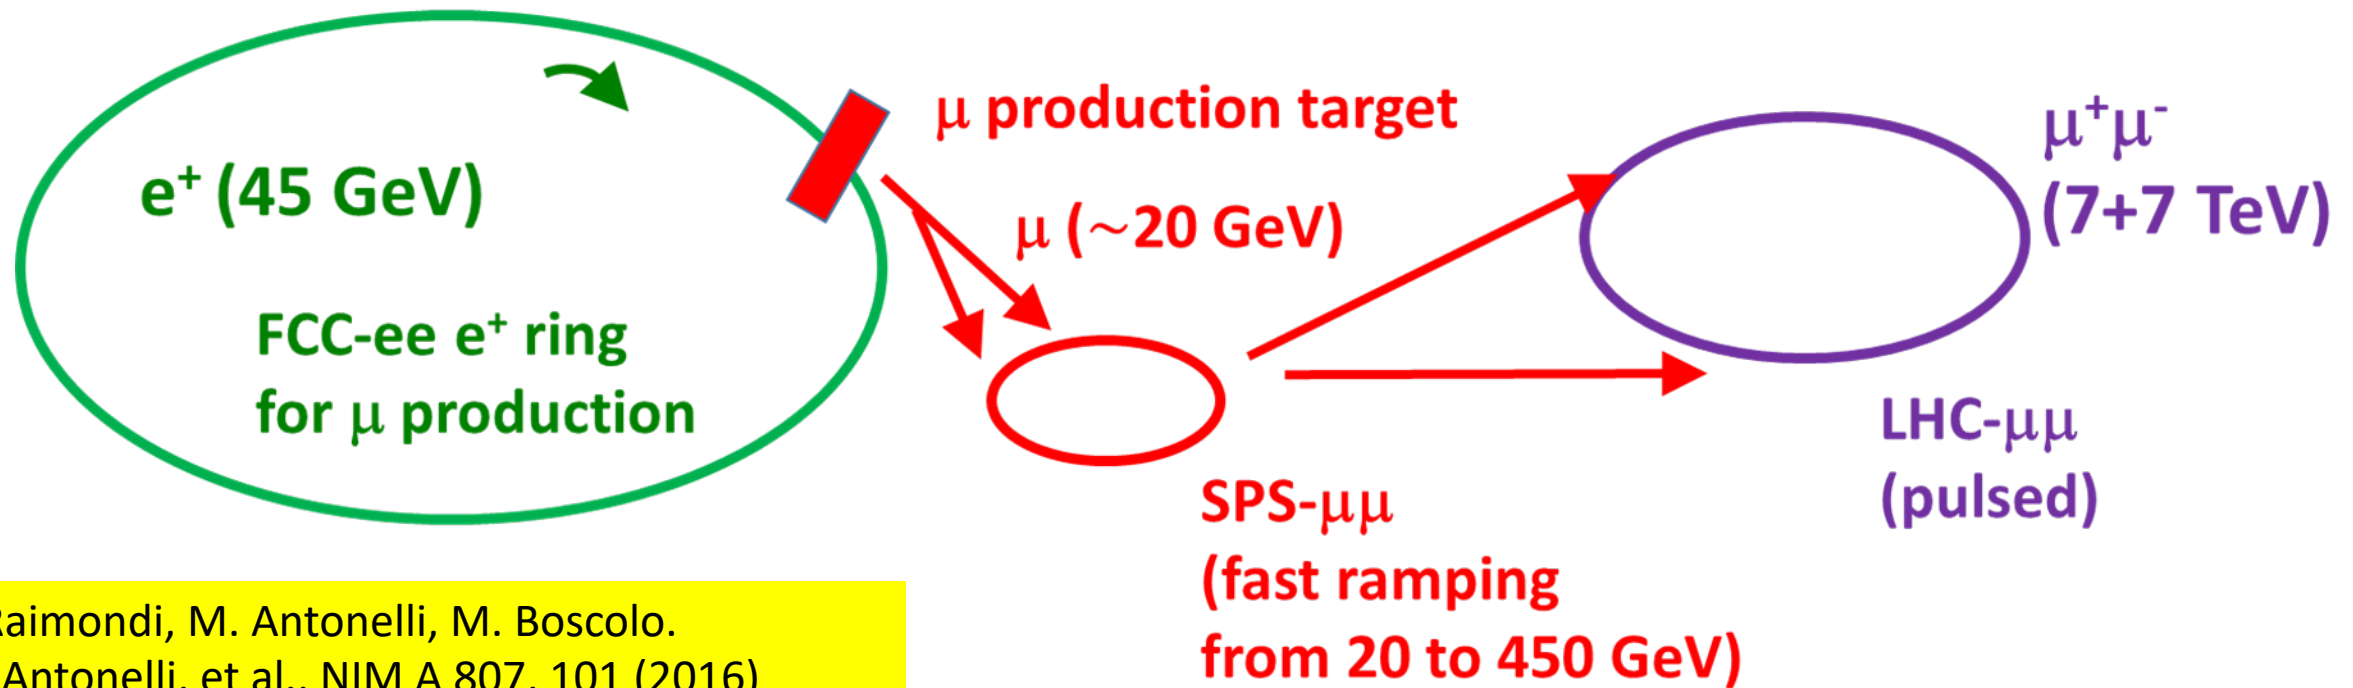 μ production target
μ⁺μ⁻
e⁺ (45 GeV)
μ (~20 GeV)
(7+7 TeV)
FCC-ee e⁺ ring
for μ production
LHC-μμ
(pulsed)
SPS-μμ
(fast ramping
from 20 to 450 GeV)
Raimondi, M. Antonelli, M. Boscolo.
Antonelli, et al., NIM A 807, 101 (2016)